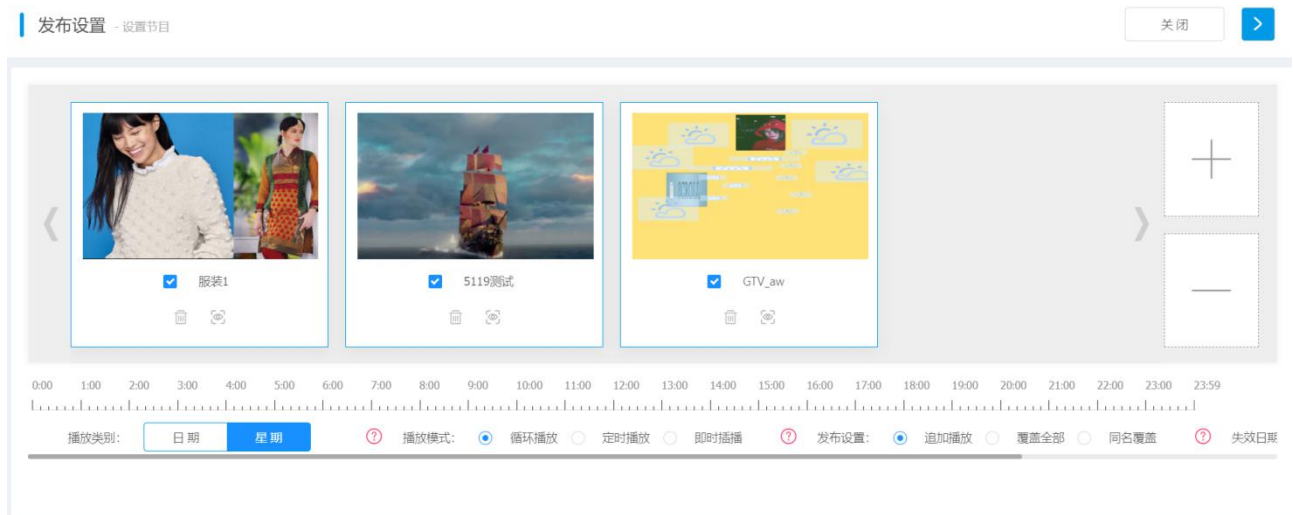 发布设置 - 设置节目
关闭
服装1
5119测试
GTV_aw
0:00 1:00 2:00 3:00 4:00 5:00 6:00 7:00 8:00 9:00 10:00 11:00 12:00 13:00 14:00 15:00 16:00 17:00 18:00 19:00 20:00 21:00 22:00 23:00 23:59
播放类别: 日期 星期 ? 播放模式: 循环播放 定时播放 即时插播 ? 发布设置: 追加播放 覆盖全部 同名覆盖 ? 失效日期